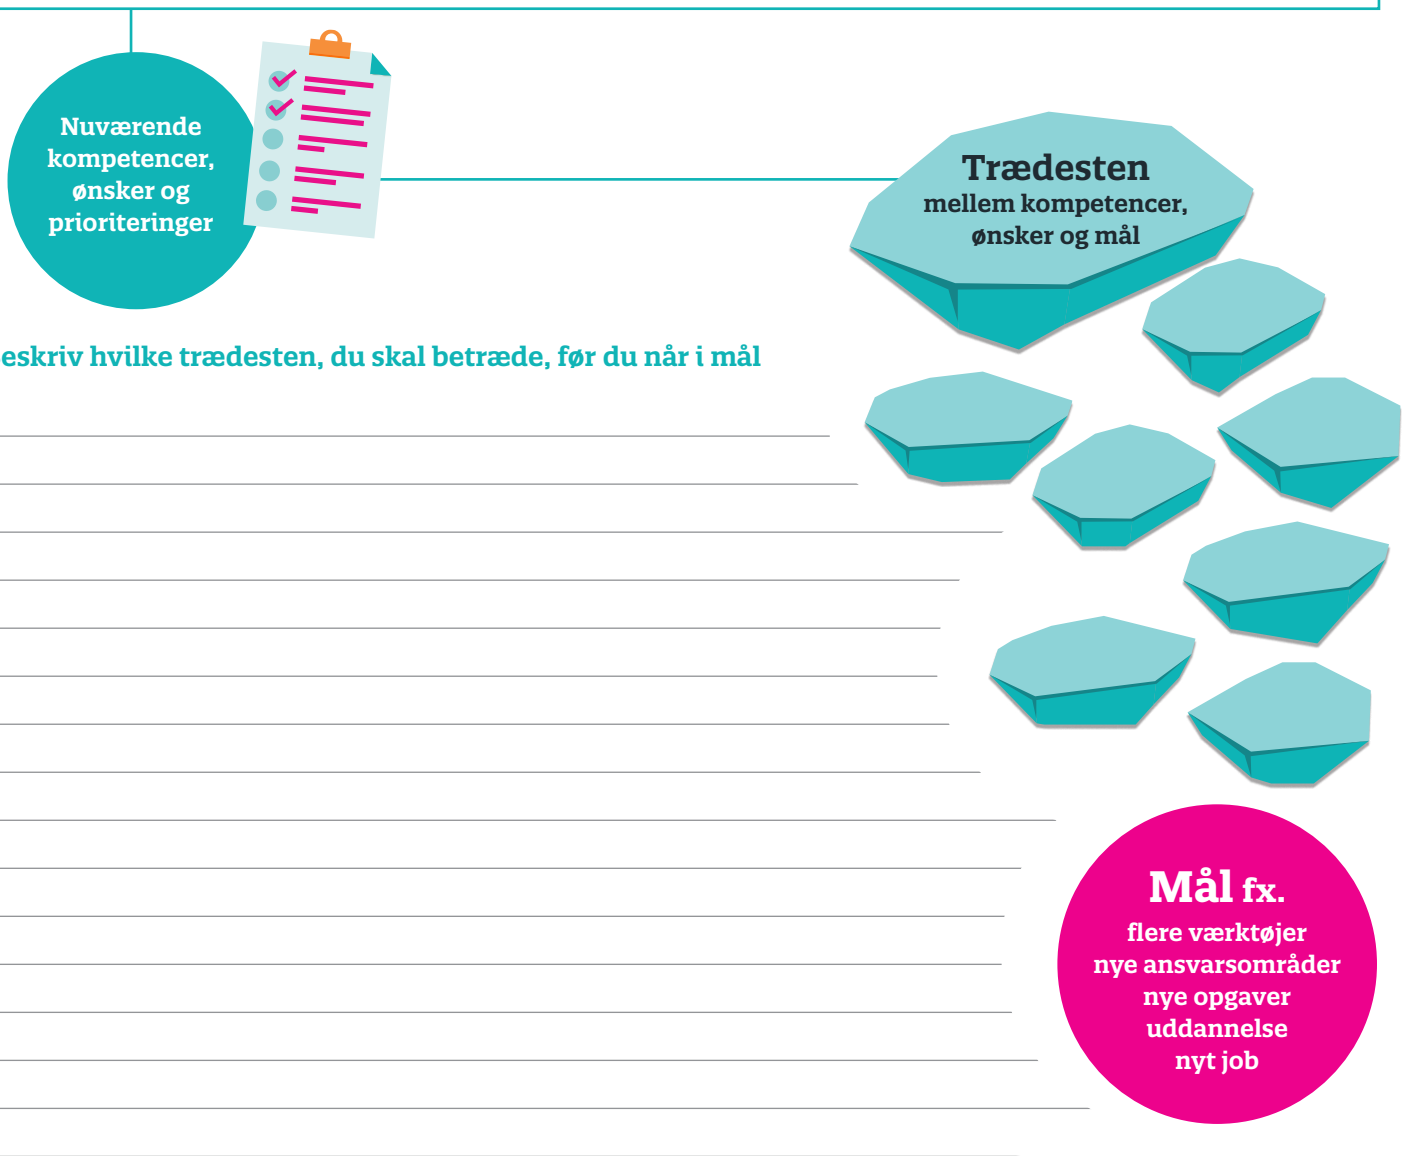 Nuværende
kompetencer,
ønsker og
prioriteringer
Trædesten
mellem kompetencer,
ønsker og mål
eskriv hvilke trædesten, du skal betræde, før du når i mål
Mål fx.
flere værktøjer
nye ansvarsområder
nye opgaver
uddannelse
nyt job